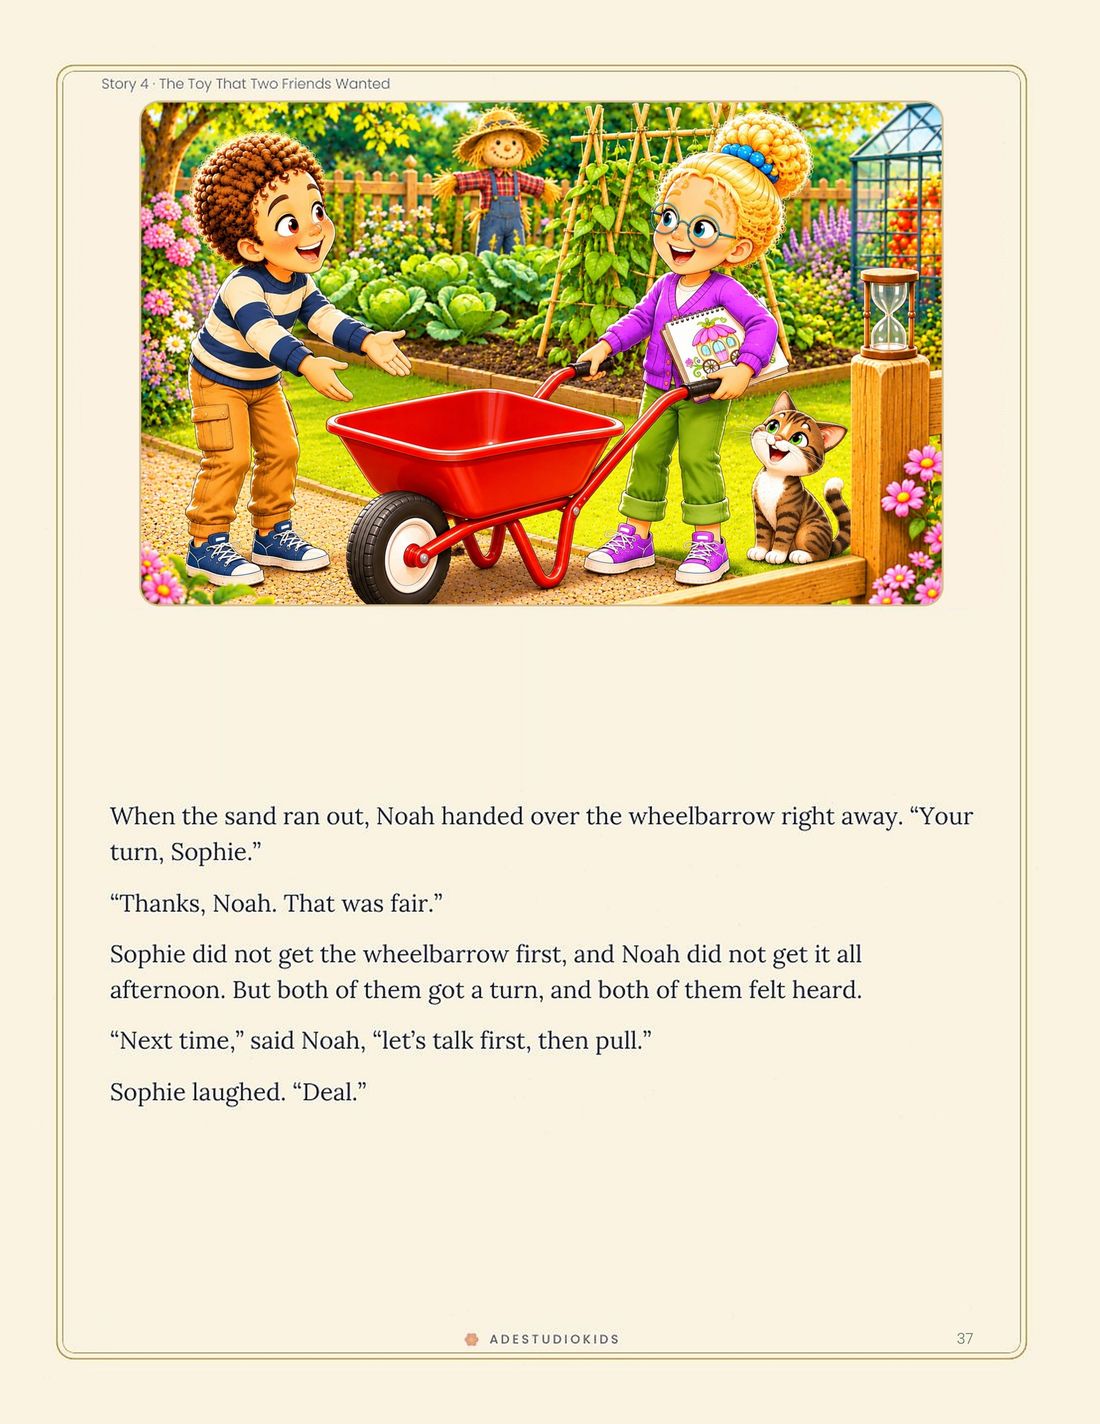 Story 4 · The Toy That Two Friends Wanted
When the sand ran out, Noah handed over the wheelbarrow right away. “Your
turn, Sophie.”
“Thanks, Noah. That was fair.”
Sophie did not get the wheelbarrow first, and Noah did not get it all
afternoon. But both of them got a turn, and both of them felt heard.
“Next time,” said Noah, “let’s talk first, then pull.”
Sophie laughed. “Deal.”
ADESTUDIOKIDS
37